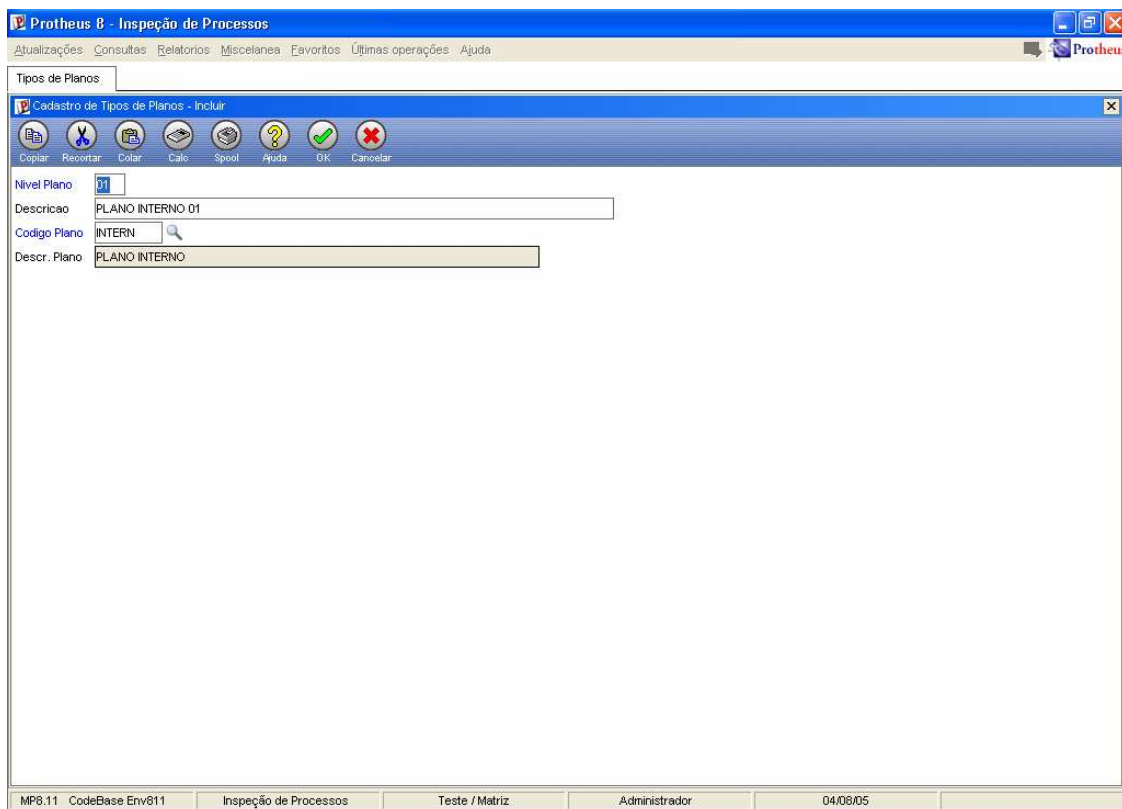 Protheus 8 - Inspeção de Processos
Atualizações Consultas Relatorios Miscelanea Favoritos Últimas operações Ajuda Protheus
Tipos de Planos
Cadastro de Tipos de Planos - Incluir
Copiar Recortar Colar Calc Spool Ajuda OK Cancelar
Nivel Plano 01
Descricao PLANO INTERNO 01
Codigo Plano INTERN
Descr. Plano PLANO INTERNO
MP8.11 CodeBase Env811 Inspeção de Processos Teste / Matriz Administrador 04/08/05